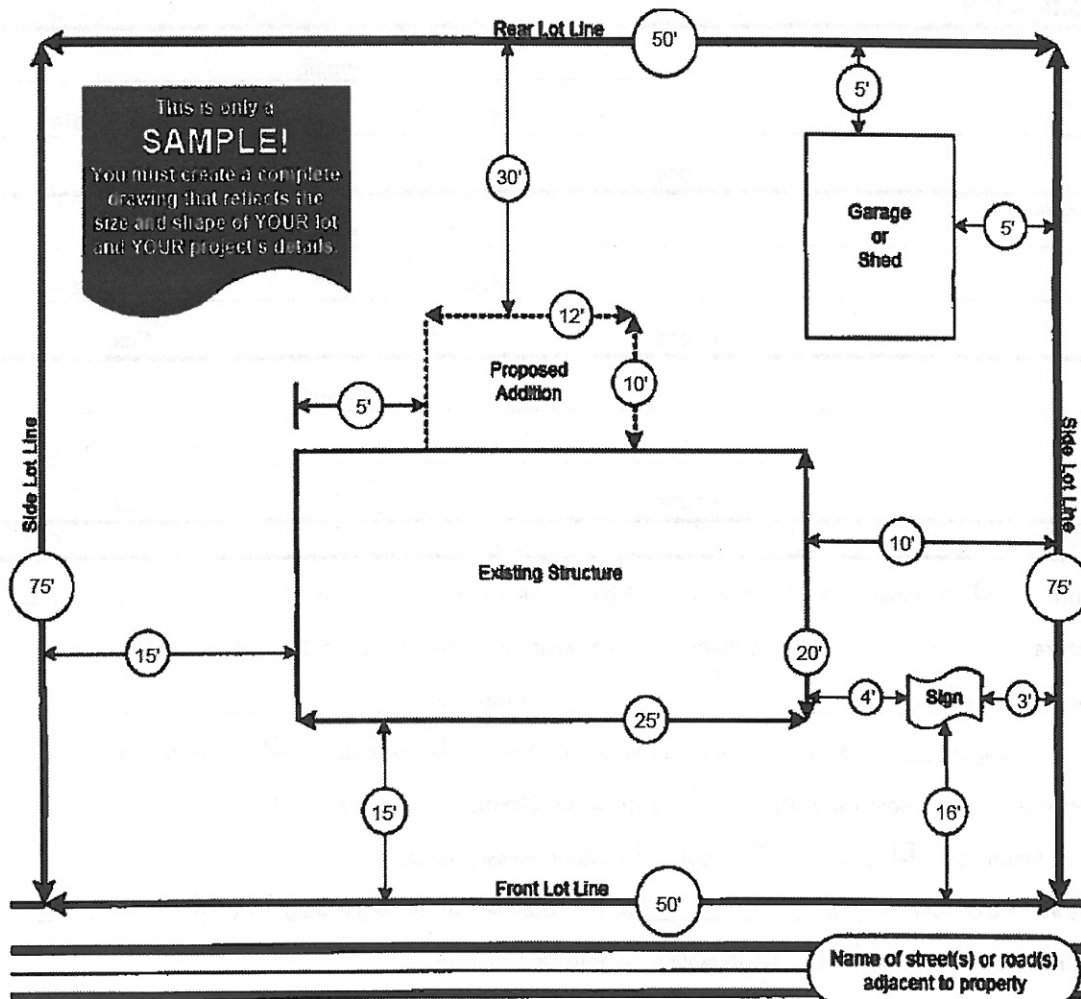 Rear Lot Line
50'
This is only a
SAMPLE!
You must create a complete
drawing that reflects the
size and shape of YOUR lot
and YOUR project's details.
5'
30'
Garage
or
Shed
5'
12'
Proposed
Addition
10'
5'
Side Lot Line
Side Lot Line
Existing Structure
10'
75'
75'
15'
20'
4'
Sign
3'
25'
15'
16'
Front Lot Line
50'
Name of street(s) or road(s)
adjacent to property